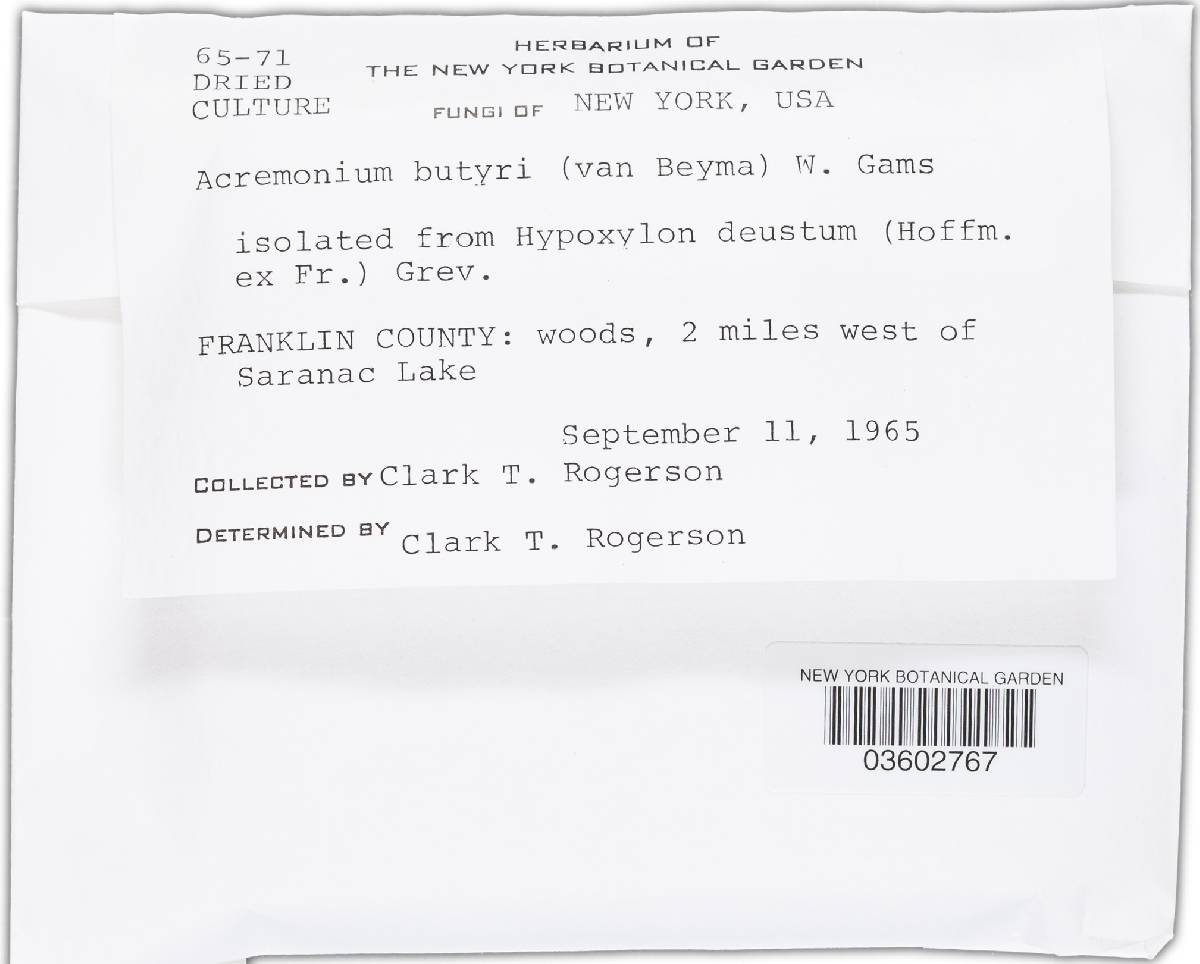 65-71
DRIED
CULTURE
HERBARIUM OF
THE NEW YORK BOTANICAL GARDEN
FUNGI OF NEW YORK, USA
Acremonium butyri (van Beyma) W. Gams
isolated from Hypoxylon deustum (Hoffm.
ex Fr.) Grev.
FRANKLIN COUNTY: woods, 2 miles west of
Saranac Lake
September 11, 1965
COLLECTED BY Clark T. Rogerson
DETERMINED BY Clark T. Rogerson
NEW YORK BOTANICAL GARDEN
03602767